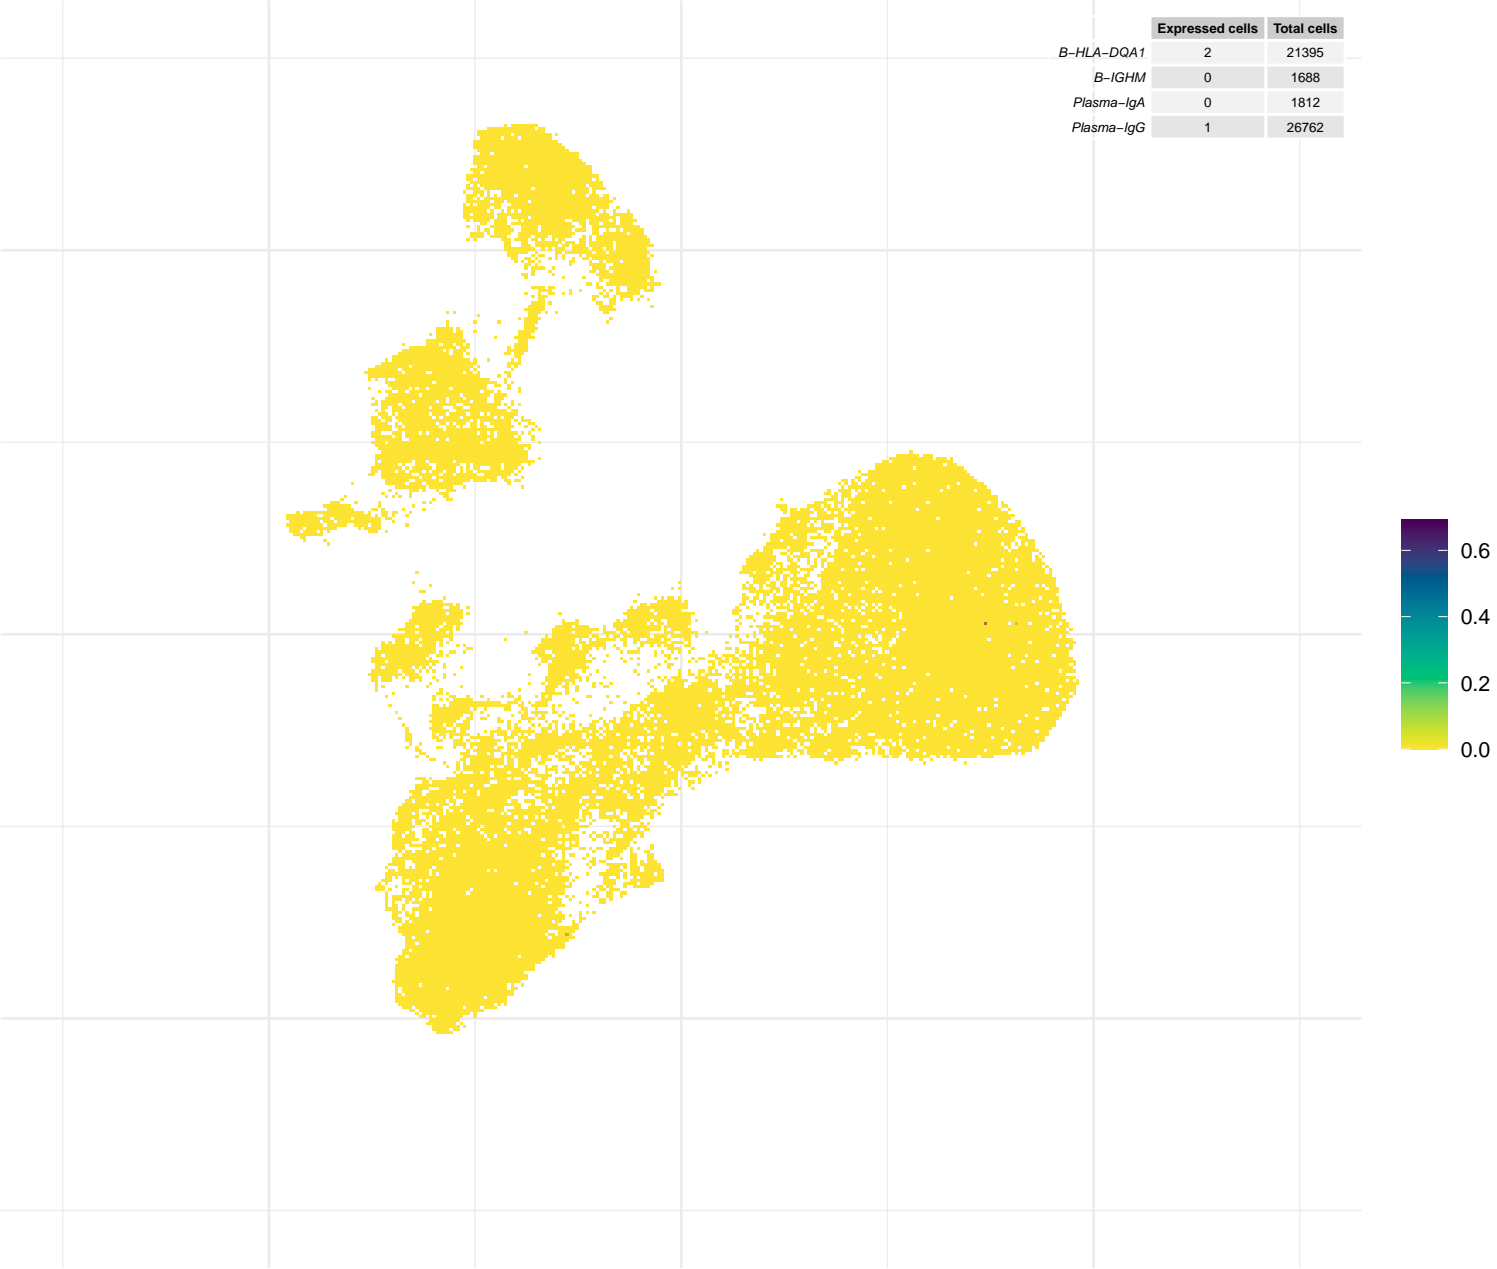 Expressed cells Total cells
B−HLA−DQA1 2 21395
B−IGHM 0 1688
Plasma−IgA 0 1812
Plasma−IgG 1 26762
0.6
0.4
0.2
0.0